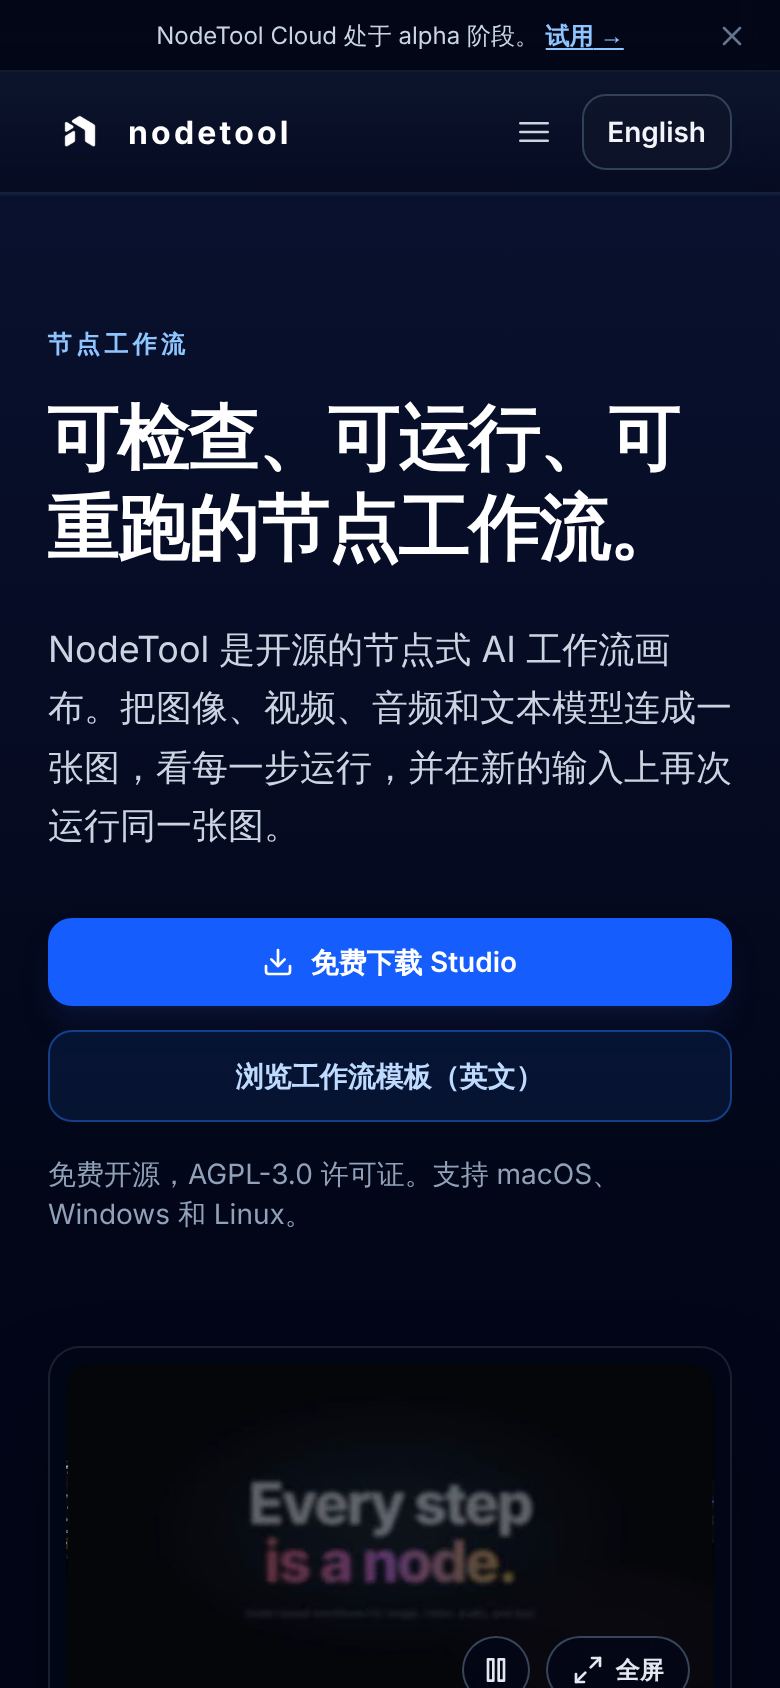 NodeTool Cloud 处于 alpha 阶段。 试用 →
nodetool
English
节点工作流
可检查、可运行、可
重跑的节点工作流。
NodeTool 是开源的节点式 AI 工作流画
布。把图像、视频、音频和文本模型连成一
张图，看每一步运行，并在新的输入上再次
运行同一张图。
免费下载 Studio
浏览工作流模板（英文）
免费开源，AGPL-3.0 许可证。支持 macOS、
Windows 和 Linux。
Every step
is a node.
全屏